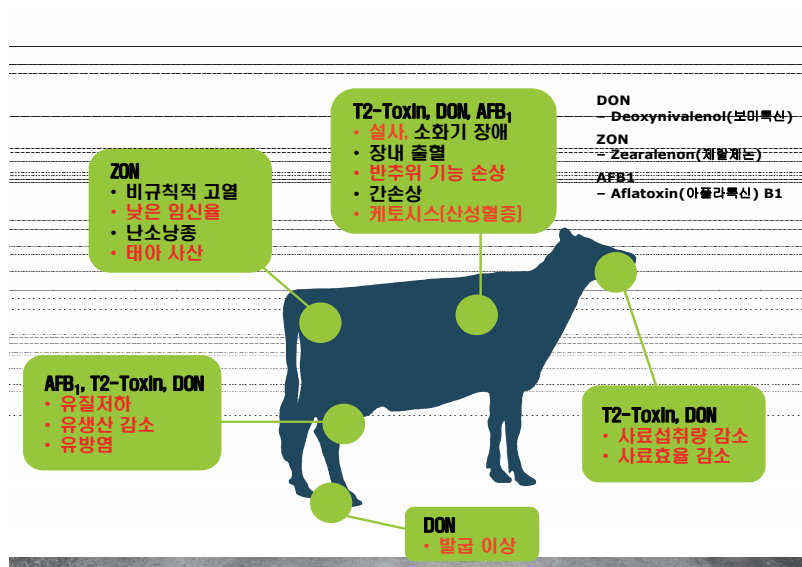 T2-Toxin, DON, AFB₁
• 설사, 소화기 장애
• 장내 출혈
• 반추위 기능 손상
• 간손상
• 케토시스(산성혈증)
DON
– Deoxynivalenol(보미톡신)
ZON
– Zearalenon(제랄제논)
AFB1
– Aflatoxin(아플라톡신) B1
ZON
• 비규칙적 고열
• 낮은 임신율
• 난소낭종
• 태아 사산
AFB₁, T2-Toxin, DON
• 유질저하
• 유생산 감소
• 유방염
T2-Toxin, DON
• 사료섭취량 감소
• 사료효율 감소
DON
• 발굽 이상